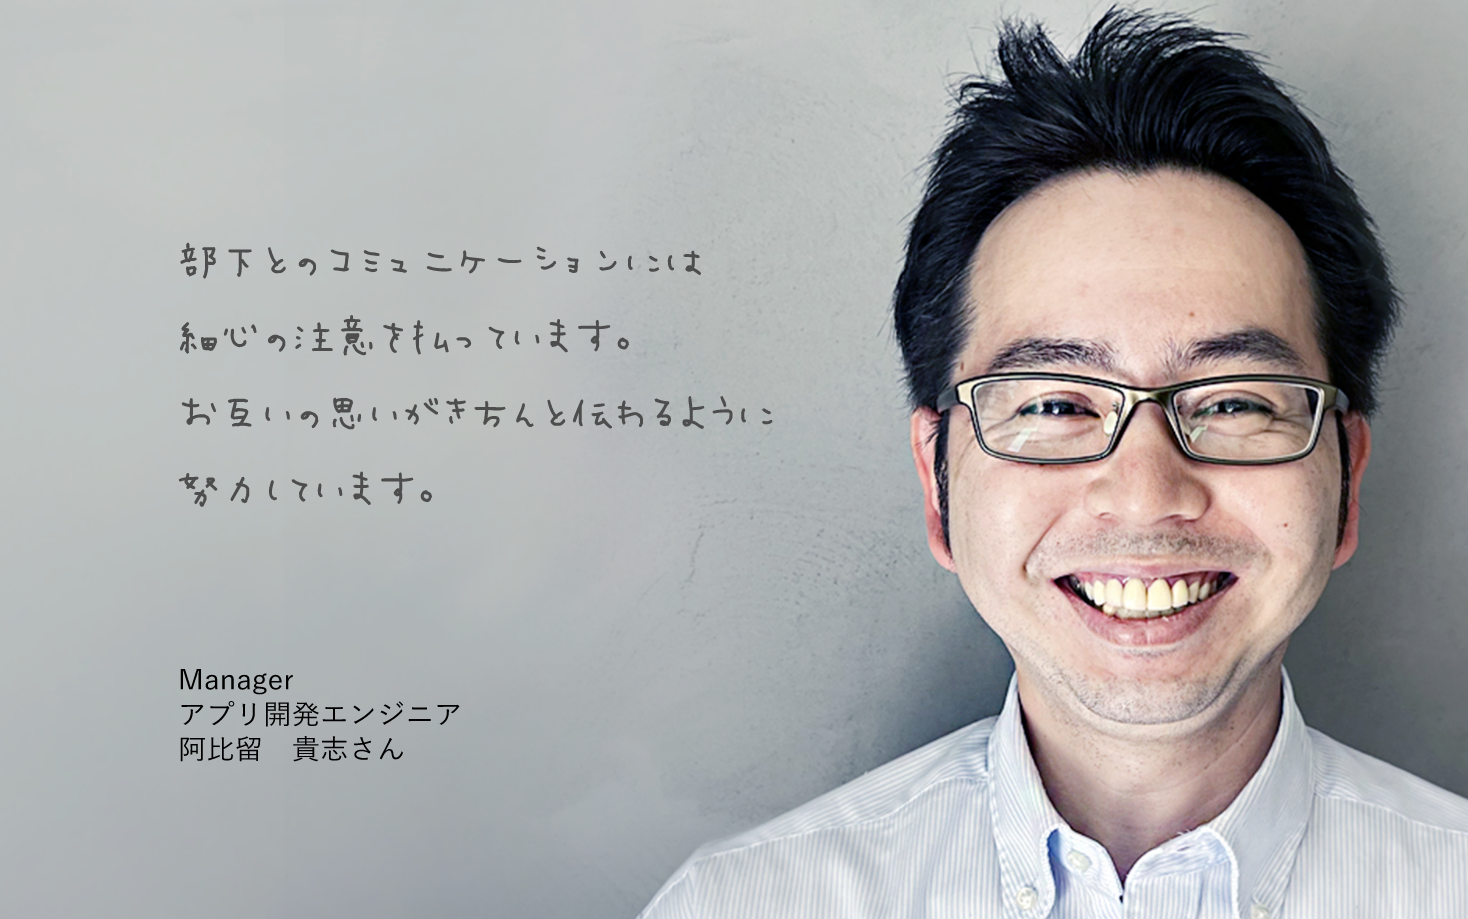 部下とのコミュニケーションには
細心の注意を払っています。
お互いの思いがきちんと伝わるように
努力しています。
Manager
アプリ開発エンジニア
阿比留　貴志さん